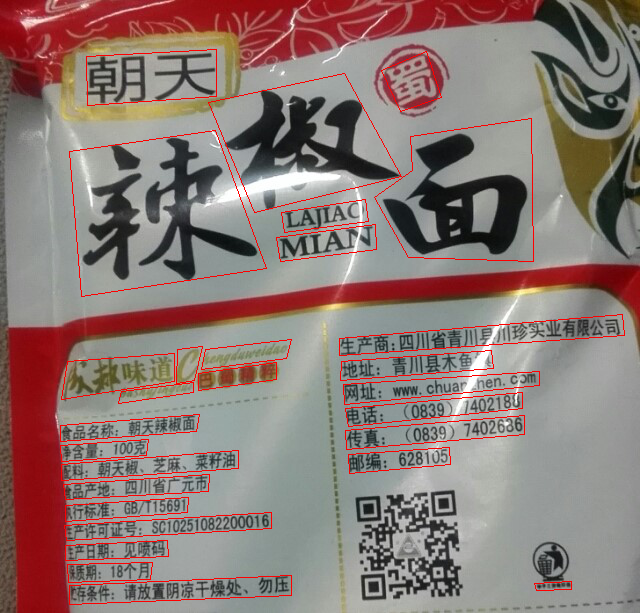 朝天
蜀
辣椒面
LAJIAO
MIAN
成都味道
Chengduweidao
食品名称: 朝天辣椒面
净含量: 100克
配料: 朝天椒、芝麻、菜籽油
食品产地: 四川省广元市
执行标准: GB/T15691
生产许可证号: SC10251082200016
生产日期: 见喷码
保质期: 18个月
贮存条件: 请放置阴凉干燥处、勿压
生产商: 四川省青川县川珍实业有限公司
地址: 青川县木鱼
网址: www.chuanzhen.com
电话: (0839) 7402180
传真: (0839) 7402636
邮编: 628105